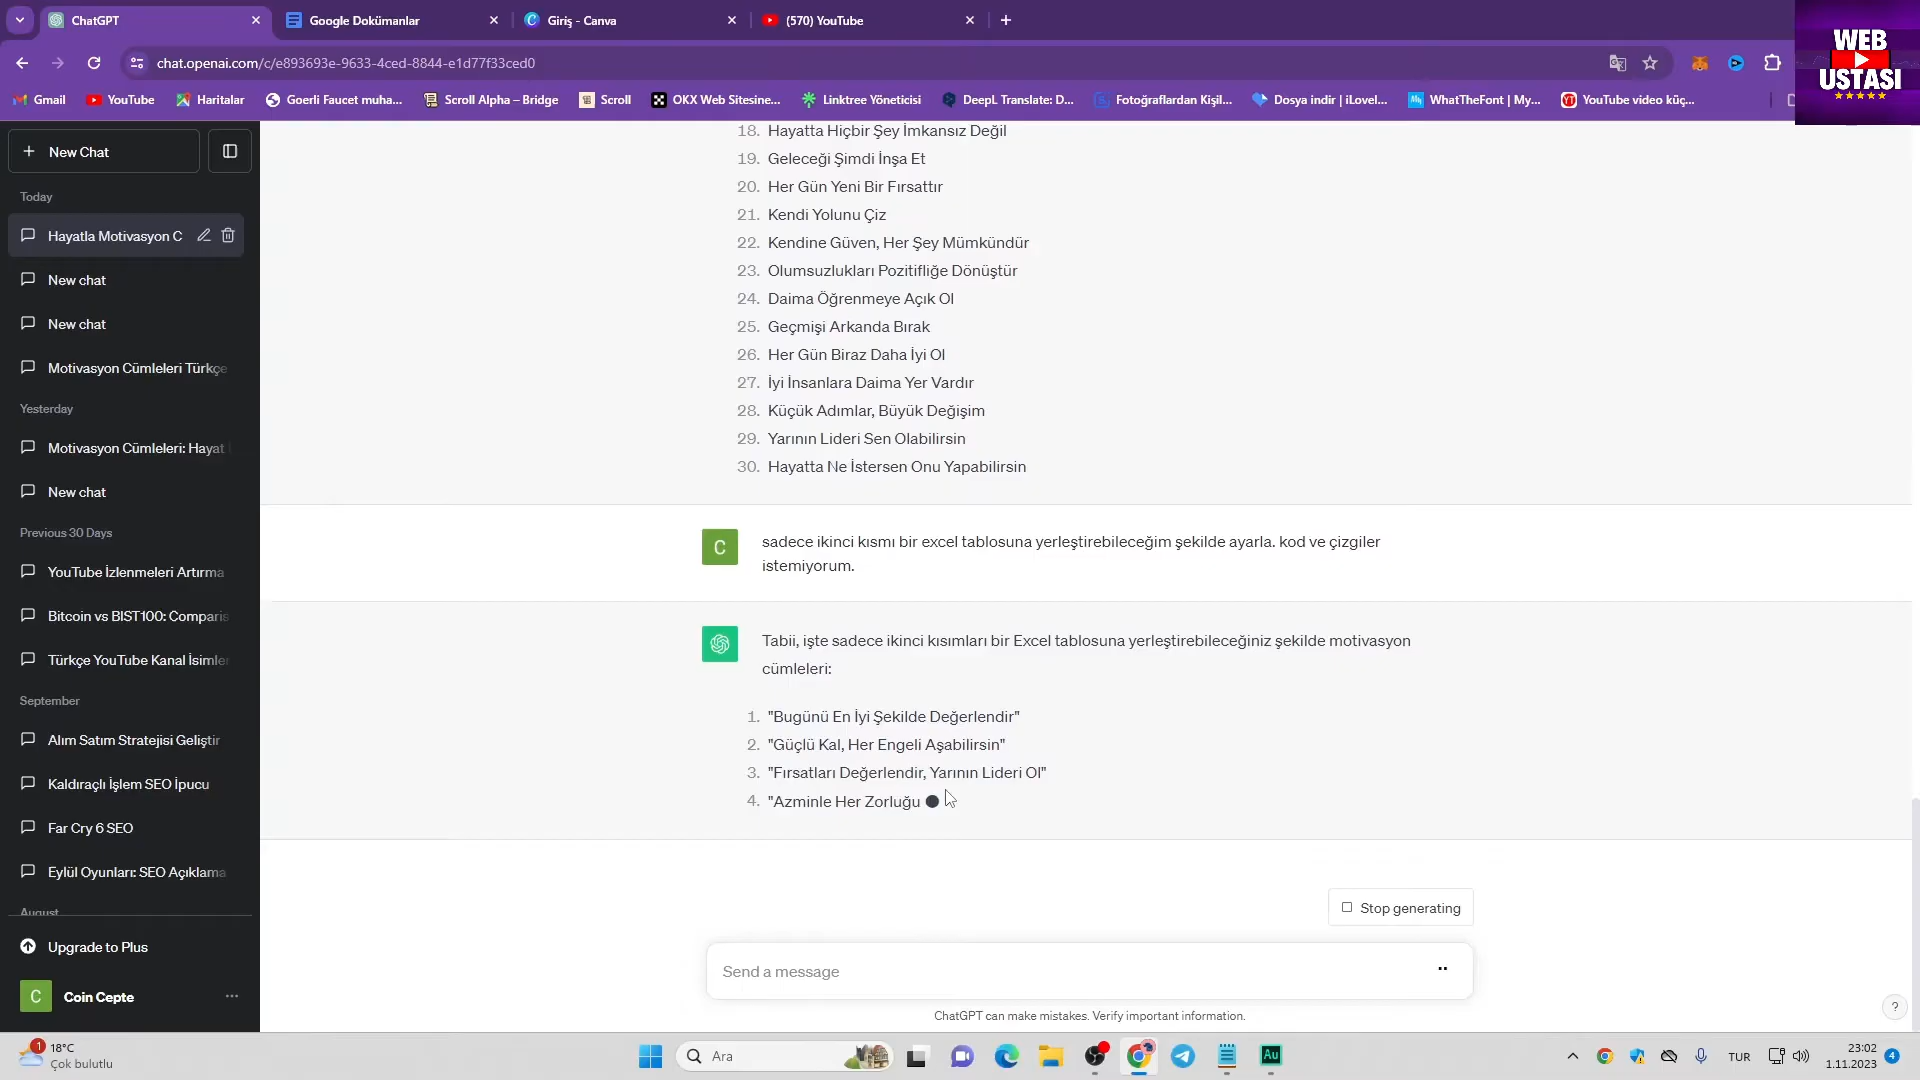 ChatGPT
Google Dokümanlar
Giriş - Canva
(570) YouTube
chat.openai.com/c/e893693e-9633-4ced-8844-e1d77f33ced0
WEB
USTASI
Gmail
YouTube
Haritalar
Goerli Faucet muha...
Scroll Alpha – Bridge
Scroll
OKX Web Sitesine...
Linktree Yöneticisi
DeepL Translate: D...
Fotoğraflardan Kişil...
Dosya indir | iLovel...
WhatTheFont | My...
YouTube video küç...
New Chat
Today
Hayatla Motivasyon C
New chat
New chat
Motivasyon Cümleleri Türkçe
Yesterday
Motivasyon Cümleleri: Hayat
New chat
Previous 30 Days
YouTube İzlenmeleri Artırma
Bitcoin vs BIST100: Comparis
Türkçe YouTube Kanal İsimler
September
Alım Satım Stratejisi Geliştir
Kaldıraçlı İşlem SEO İpucu
Far Cry 6 SEO
Eylül Oyunları: SEO Açıklama
August
Upgrade to Plus
C
Coin Cepte
18. Hayatta Hiçbir Şey İmkansız Değil
19. Geleceği Şimdi İnşa Et
20. Her Gün Yeni Bir Fırsattır
21. Kendi Yolunu Çiz
22. Kendine Güven, Her Şey Mümkündür
23. Olumsuzlukları Pozitifliğe Dönüştür
24. Daima Öğrenmeye Açık Ol
25. Geçmişi Arkanda Bırak
26. Her Gün Biraz Daha İyi Ol
27. İyi İnsanlara Daima Yer Vardır
28. Küçük Adımlar, Büyük Değişim
29. Yarının Lideri Sen Olabilirsin
30. Hayatta Ne İstersen Onu Yapabilirsin
C
sadece ikinci kısmı bir excel tablosuna yerleştirebileceğim şekilde ayarla. kod ve çizgiler
istemiyorum.
Tabii, işte sadece ikinci kısımları bir Excel tablosuna yerleştirebileceğiniz şekilde motivasyon
cümleleri:
1. "Bugünü En İyi Şekilde Değerlendir"
2. "Güçlü Kal, Her Engeli Aşabilirsin"
3. "Fırsatları Değerlendir, Yarının Lideri Ol"
4. "Azminle Her Zorluğu
Stop generating
Send a message
ChatGPT can make mistakes. Verify important information.
?
1
18°C
Çok bulutlu
Ara
Au
TUR
23:02
1.11.2023
4